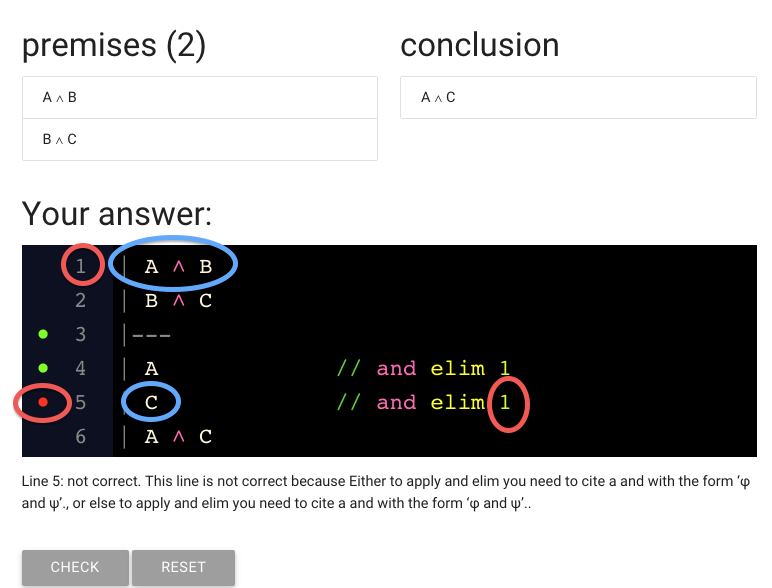 premises (2)
conclusion
A ∧ B
A ∧ C
B ∧ C
Your answer:
1 | A ∧ B
2 | B ∧ C
3 |---
4 | A // and elim 1
5 | C // and elim 1
6 | A ∧ C
Line 5: not correct. This line is not correct because Either to apply and elim you need to cite a and with the form ‘φ
and ψ’., or else to apply and elim you need to cite a and with the form ‘φ and ψ’..
CHECK
RESET